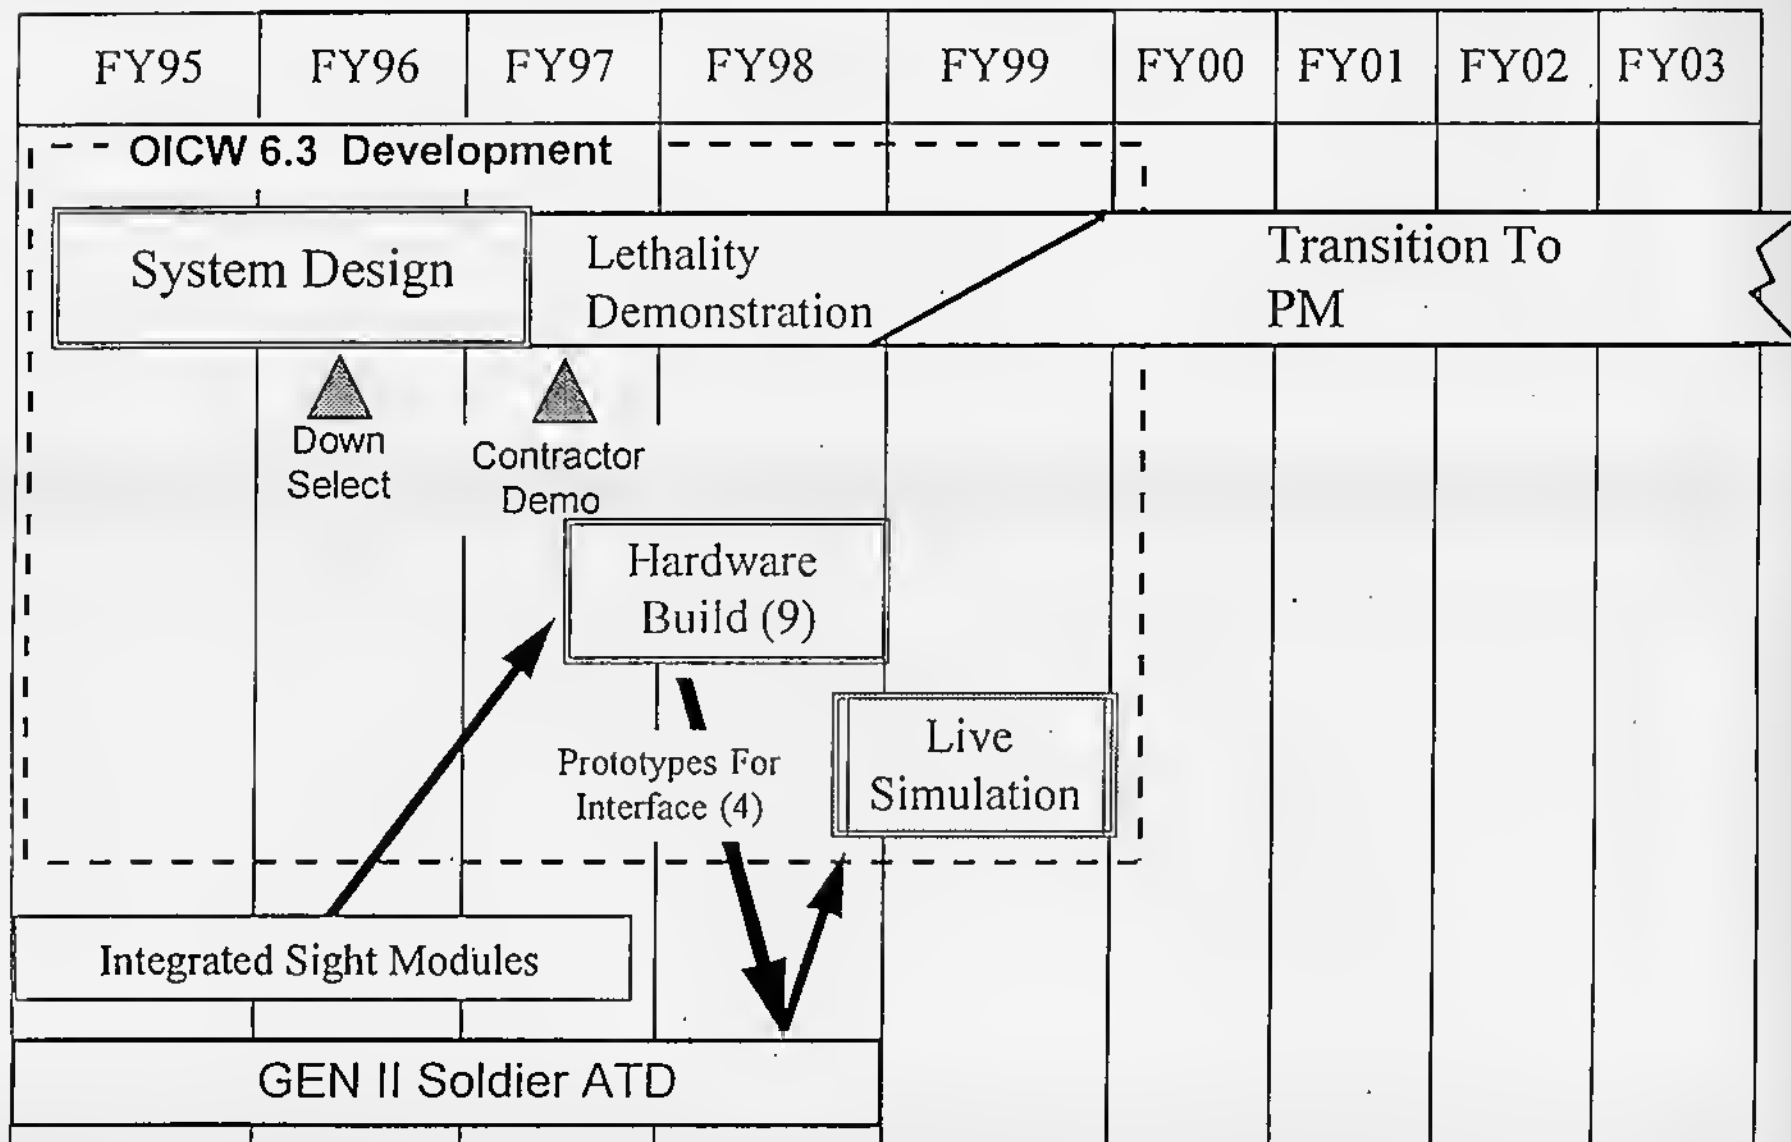 FY95 FY96 FY97 FY98 FY99 FY00 FY01 FY02 FY03
OICW 6.3 Development
System Design
Lethality
Demonstration
Transition To
PM
Down
Select
Contractor
Demo
Hardware
Build (9)
Prototypes For
Interface (4)
Live
Simulation
Integrated Sight Modules
GEN II Soldier ATD